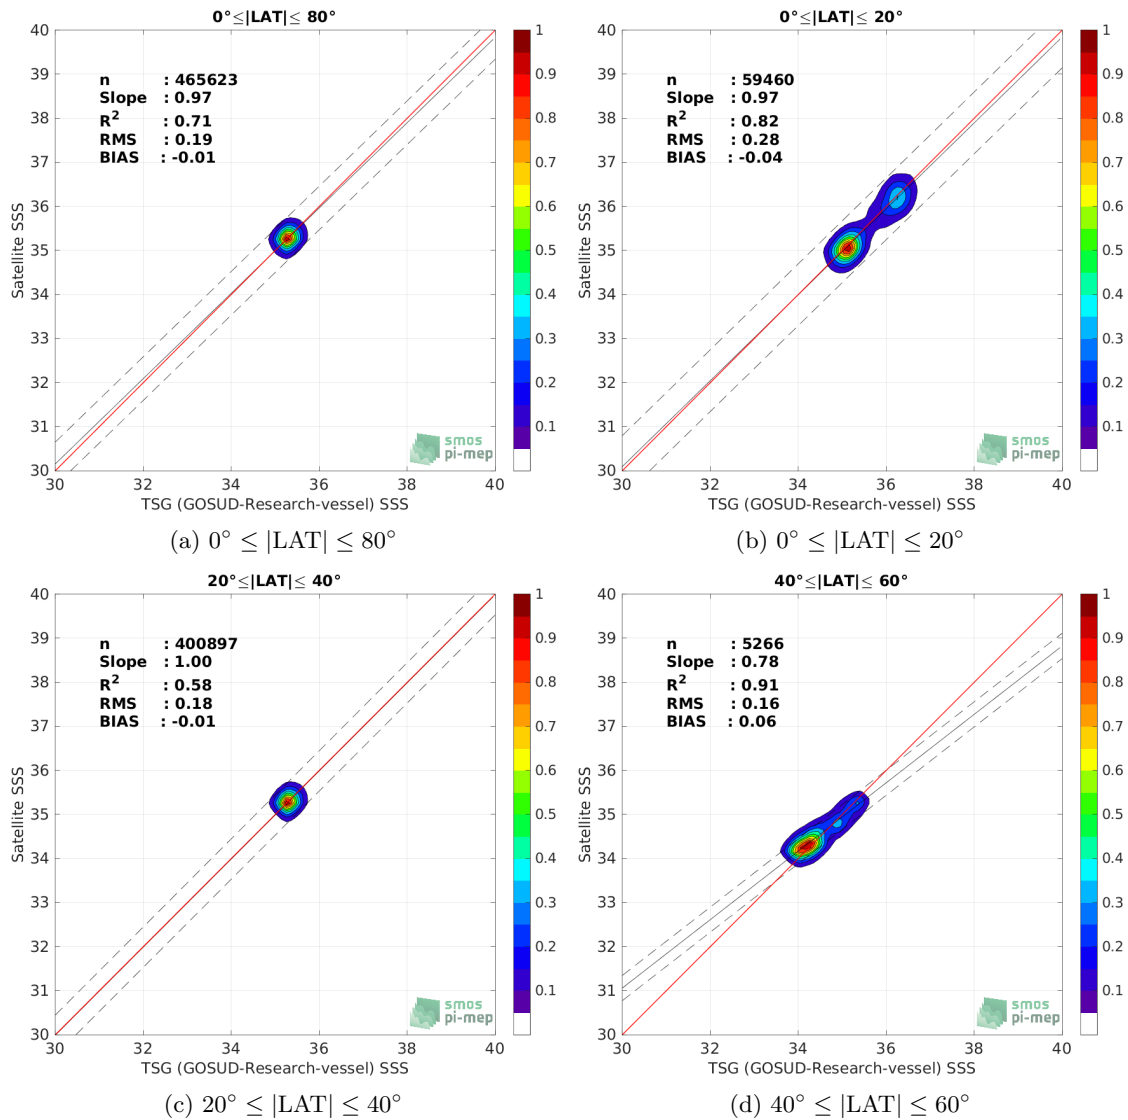 0°≤|LAT|≤ 80°
n : 465623
Slope : 0.97
R² : 0.71
RMS : 0.19
BIAS : -0.01
Satellite SSS
40
39
38
37
36
35
34
33
32
31
30
30 32 34 36 38 40
TSG (GOSUD-Research-vessel) SSS
1
0.9
0.8
0.7
0.6
0.5
0.4
0.3
0.2
0.1
smos
pi-mep
(a) 0° ≤ |LAT| ≤ 80°
0°≤|LAT|≤ 20°
n : 59460
Slope : 0.97
R² : 0.82
RMS : 0.28
BIAS : -0.04
Satellite SSS
40
39
38
37
36
35
34
33
32
31
30
30 32 34 36 38 40
TSG (GOSUD-Research-vessel) SSS
1
0.9
0.8
0.7
0.6
0.5
0.4
0.3
0.2
0.1
smos
pi-mep
(b) 0° ≤ |LAT| ≤ 20°
20°≤|LAT|≤ 40°
n : 400897
Slope : 1.00
R² : 0.58
RMS : 0.18
BIAS : -0.01
Satellite SSS
40
39
38
37
36
35
34
33
32
31
30
30 32 34 36 38 40
TSG (GOSUD-Research-vessel) SSS
1
0.9
0.8
0.7
0.6
0.5
0.4
0.3
0.2
0.1
smos
pi-mep
(c) 20° ≤ |LAT| ≤ 40°
40°≤|LAT|≤ 60°
n : 5266
Slope : 0.78
R² : 0.91
RMS : 0.16
BIAS : 0.06
Satellite SSS
40
39
38
37
36
35
34
33
32
31
30
30 32 34 36 38 40
TSG (GOSUD-Research-vessel) SSS
1
0.9
0.8
0.7
0.6
0.5
0.4
0.3
0.2
0.1
smos
pi-mep
(d) 40° ≤ |LAT| ≤ 60°